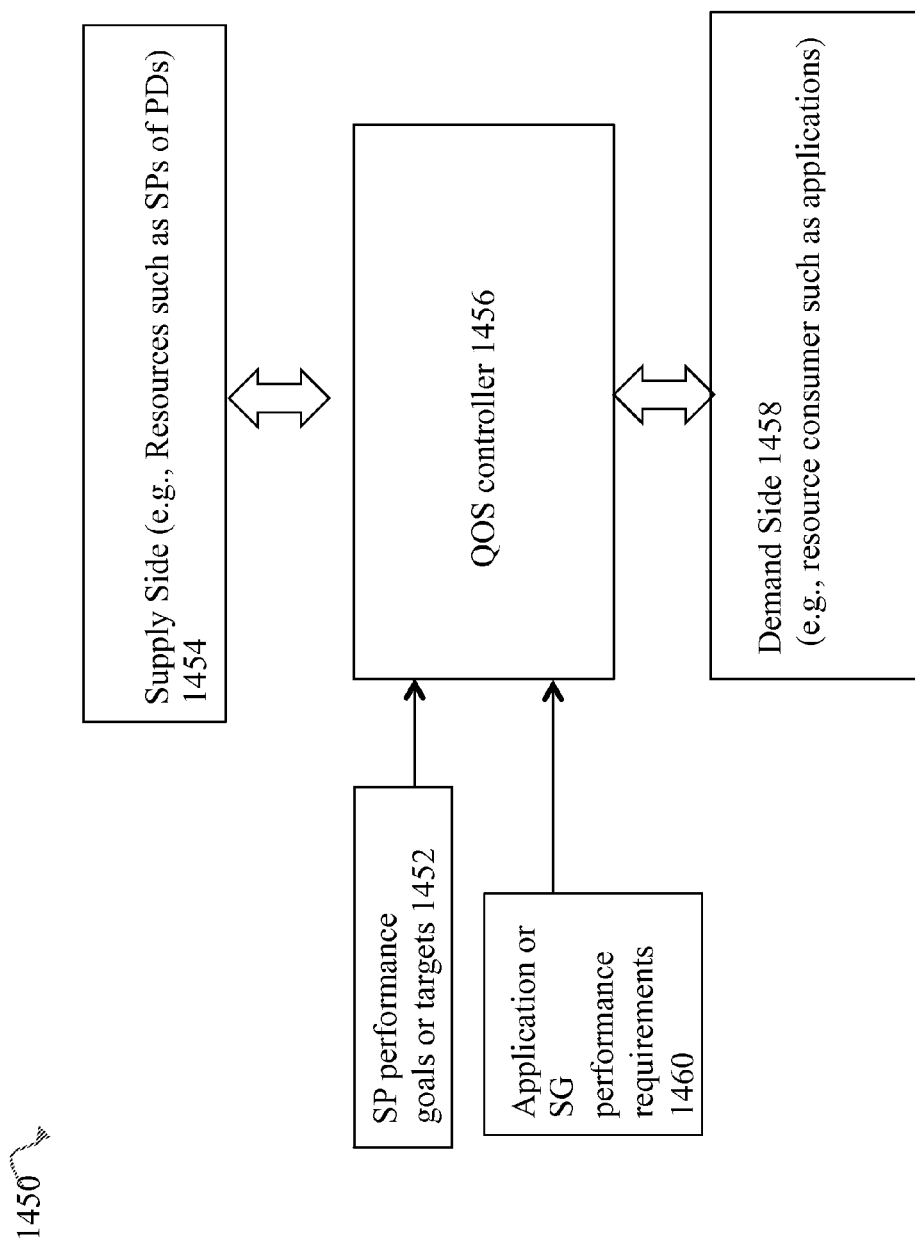 1450
Supply Side (e.g., Resources such as SPs of PDs)
1454
SP performance
goals or targets 1452
QOS controller 1456
Application or
SG
performance
requirements
1460
Demand Side 1458
(e.g., resource consumer such as applications)